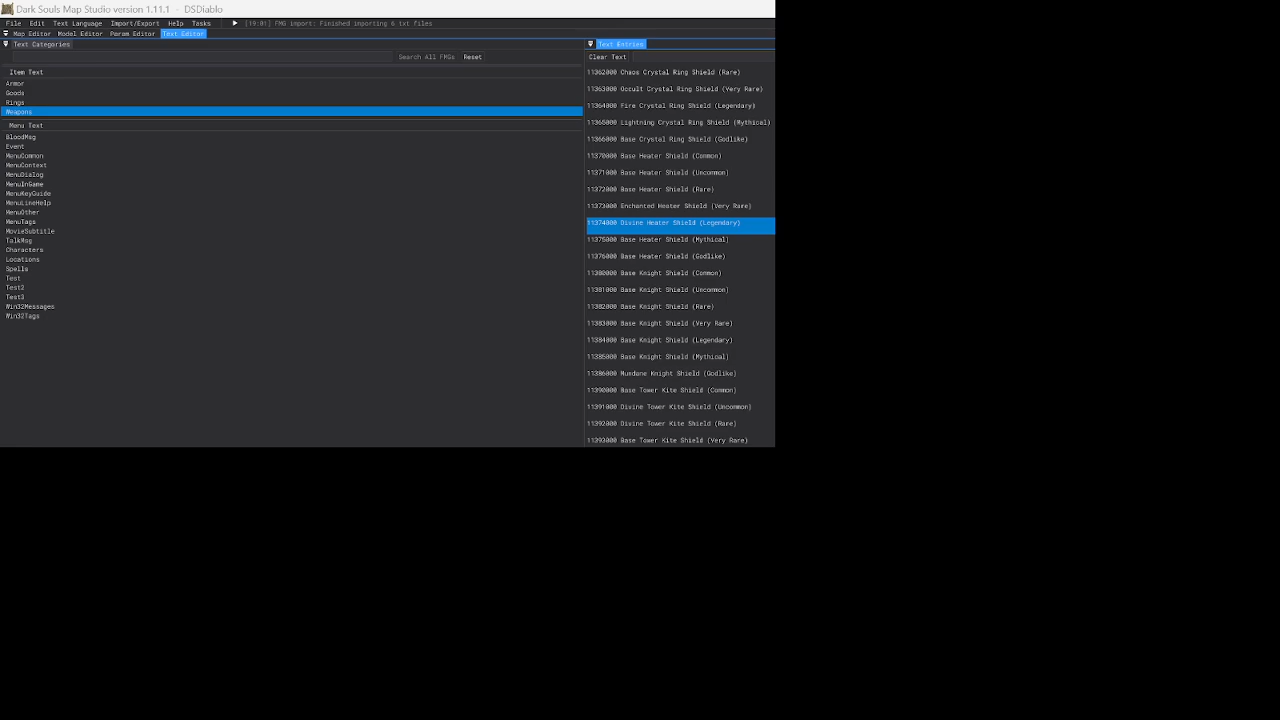 Dark Souls Map Studio version 1.11.1 - DSDiablo
File Edit Text Language Import/Export Help Tasks [19:01] FMG import: Finished importing 6 txt files
Map Editor Model Editor Param Editor Text Editor
Text Categories
Search All FMGs Reset
Item Text
Armor
Goods
Rings
Weapons
Menu Text
BloodMsg
Event
MenuCommon
MenuContext
MenuDialog
MenuInGame
MenuKeyGuide
MenuLineHelp
MenuOther
MenuTags
MovieSubtitle
TalkMsg
Characters
Locations
Spells
Test
Test2
Test3
Win32Messages
Win32Tags
Text Entries
Clear Text
11362000 Chaos Crystal Ring Shield (Rare)
11363000 Occult Crystal Ring Shield (Very Rare)
11364000 Fire Crystal Ring Shield (Legendary)
11365000 Lightning Crystal Ring Shield (Mythical)
11366000 Base Crystal Ring Shield (Godlike)
11370000 Base Heater Shield (Common)
11371000 Base Heater Shield (Uncommon)
11372000 Base Heater Shield (Rare)
11373000 Enchanted Heater Shield (Very Rare)
11374000 Divine Heater Shield (Legendary)
11375000 Base Heater Shield (Mythical)
11376000 Base Heater Shield (Godlike)
11380000 Base Knight Shield (Common)
11381000 Base Knight Shield (Uncommon)
11382000 Base Knight Shield (Rare)
11383000 Base Knight Shield (Very Rare)
11384000 Base Knight Shield (Legendary)
11385000 Base Knight Shield (Mythical)
11386000 Mundane Knight Shield (Godlike)
11390000 Base Tower Kite Shield (Common)
11391000 Divine Tower Kite Shield (Uncommon)
11392000 Divine Tower Kite Shield (Rare)
11393000 Base Tower Kite Shield (Very Rare)